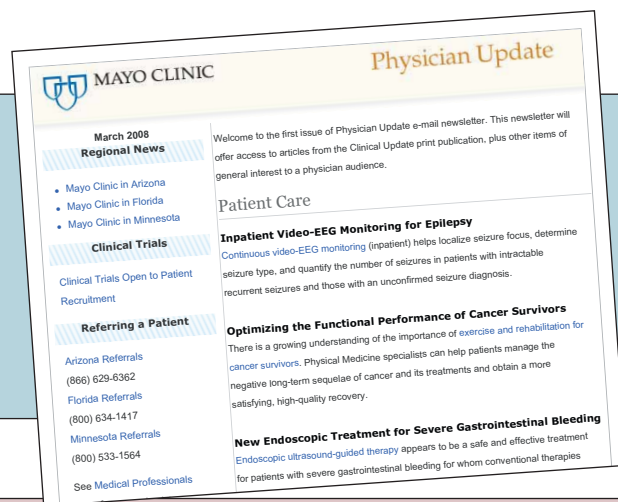 MAYO CLINIC
Physician Update
March 2008
Regional News
• Mayo Clinic in Arizona
• Mayo Clinic in Florida
• Mayo Clinic in Minnesota
Clinical Trials
Clinical Trials Open to Patient
Recruitment
Referring a Patient
Arizona Referrals
(866) 629-6362
Florida Referrals
(800) 634-1417
Minnesota Referrals
(800) 533-1564
See Medical Professionals
Welcome to the first issue of Physician Update e-mail newsletter. This newsletter will
offer access to articles from the Clinical Update print publication, plus other items of
general interest to a physician audience.
Patient Care
Inpatient Video-EEG Monitoring for Epilepsy
Continuous video-EEG monitoring (inpatient) helps localize seizure focus, determine
seizure type, and quantify the number of seizures in patients with intractable
recurrent seizures and those with an unconfirmed seizure diagnosis.
Optimizing the Functional Performance of Cancer Survivors
There is a growing understanding of the importance of exercise and rehabilitation for
cancer survivors. Physical Medicine specialists can help patients manage the
negative long-term sequelae of cancer and its treatments and obtain a more
satisfying, high-quality recovery.
New Endoscopic Treatment for Severe Gastrointestinal Bleeding
Endoscopic ultrasound-guided therapy appears to be a safe and effective treatment
for patients with severe gastrointestinal bleeding for whom conventional therapies